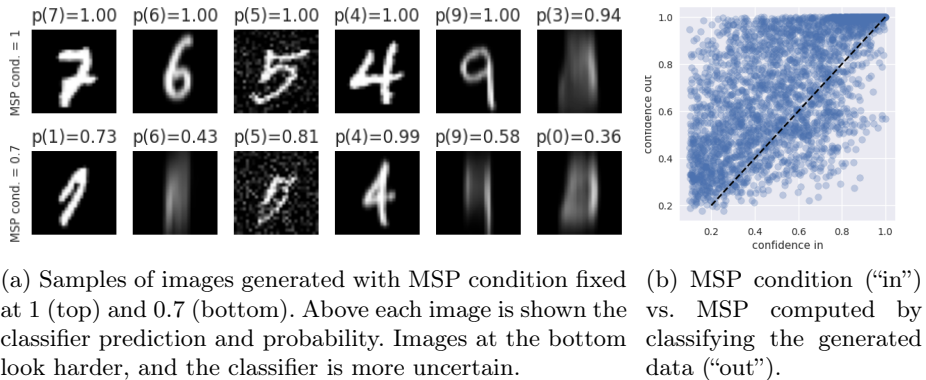 p(7)=1.00 p(6)=1.00 p(5)=1.00 p(4)=1.00 p(9)=1.00 p(3)=0.94
MSP cond. = 1
7 6 5 4 9
p(1)=0.73 p(6)=0.43 p(5)=0.81 p(4)=0.99 p(9)=0.58 p(0)=0.36
MSP cond. = 0.7
4
1.0
0.8
0.6
0.4
0.2
confidence out
0.2 0.4 0.6 0.8 1.0
confidence in
(a) Samples of images generated with MSP condition fixed
at 1 (top) and 0.7 (bottom). Above each image is shown the
classifier prediction and probability. Images at the bottom
look harder, and the classifier is more uncertain.
(b) MSP condition (“in”)
vs. MSP computed by
classifying the generated
data (“out”).